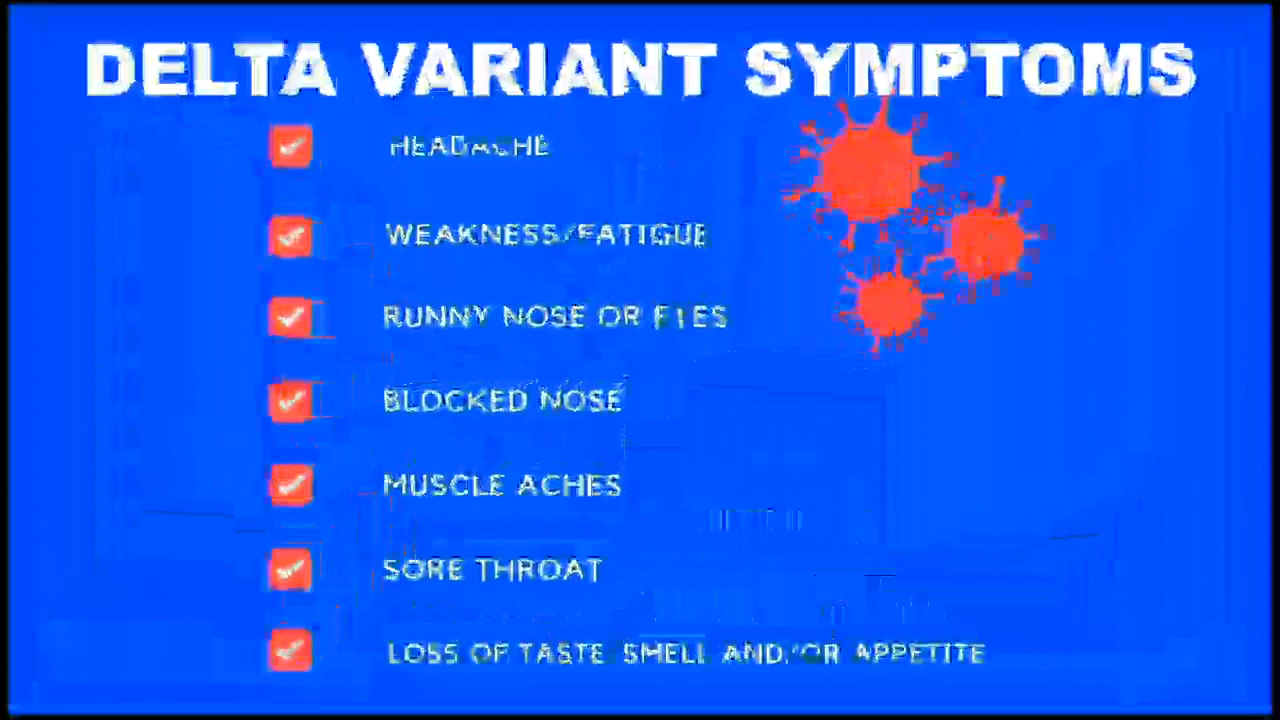 DELTA VARIANT SYMPTOMS
HEADACHE
WEAKNESS/FATIGUE
RUNNY NOSE OR EYES
BLOCKED NOSE
MUSCLE ACHES
SORE THROAT
LOSS OF TASTE SMELL AND/OR APPETITE